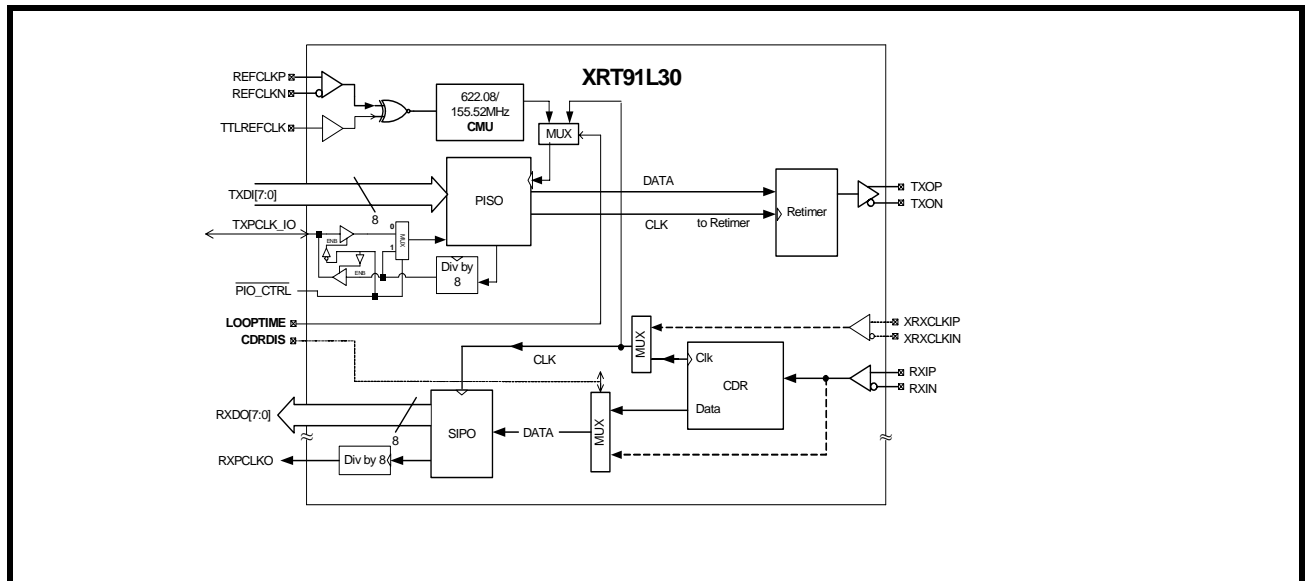 XRT91L30
REFCLKP
REFCLKN
TTLREFCLK
622.08/
155.52MHz
CMU
MUX
TXDI[7:0]
8
PISO
DATA
CLK
to Retimer
Retimer
TXOP
TXON
TXPCLK_IO
ENB
0
1
MUX
ENB
Div by
8
PIO_CTRL
LOOPTIME
CDRDIS
XRXCLKIP
XRXCLKIN
MUX
CLK
Clk
CDR
Data
RXIP
RXIN
RXDO[7:0]
8
SIPO
DATA
MUX
RXPCLKO
Div by 8